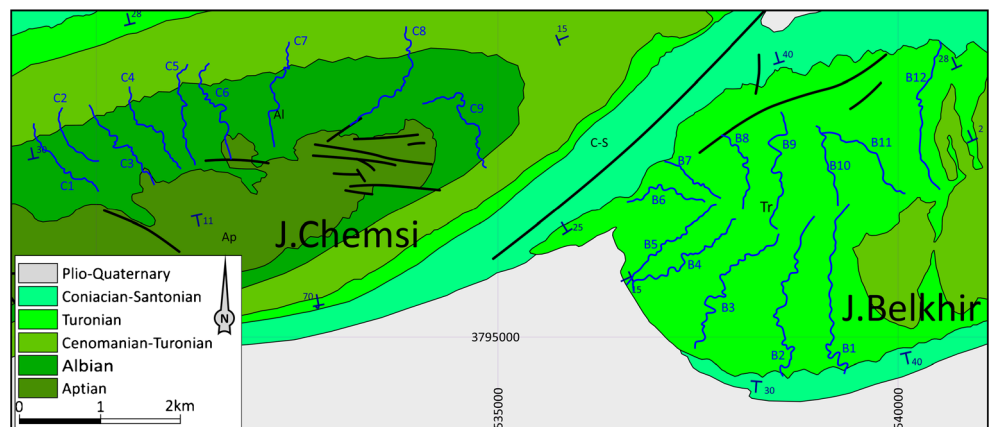 28
C7
C8
15
40
C5
C4
C6
C2
28
B12
C9
Al
30
C3
C1
C-S
B8
B9
B11
2
B7
B10
B6
Tr
11
Ap
J.Chemsi
25
B5
B4
15
70
B3
J.Belkhir
Plio-Quaternary
Coniacian-Santonian
Turonian
Cenomanian-Turonian
Albian
Aptian
N
0 1 2km
3795000
B2
B1
40
30
535000
540000